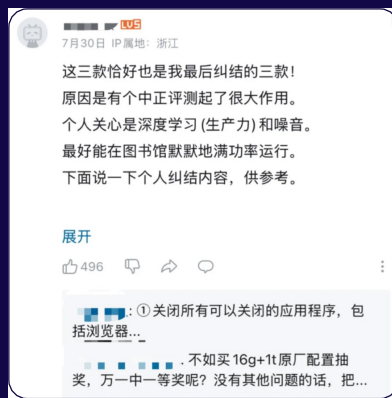 LV5
7月30日 IP属地：浙江
这三款恰好也是我最后纠结的三款！
原因是有个中正评测起了很大作用。
个人关心是深度学习(生产力)和噪音。
最好能在图书馆默默地满功率运行。
下面说一下个人纠结内容，供参考。
展开
496
：①关闭所有可以关闭的应用程序，包
括浏览器...
不如买16g+1t原厂配置抽
奖，万一中一等奖呢？没有其他问题的话，把...